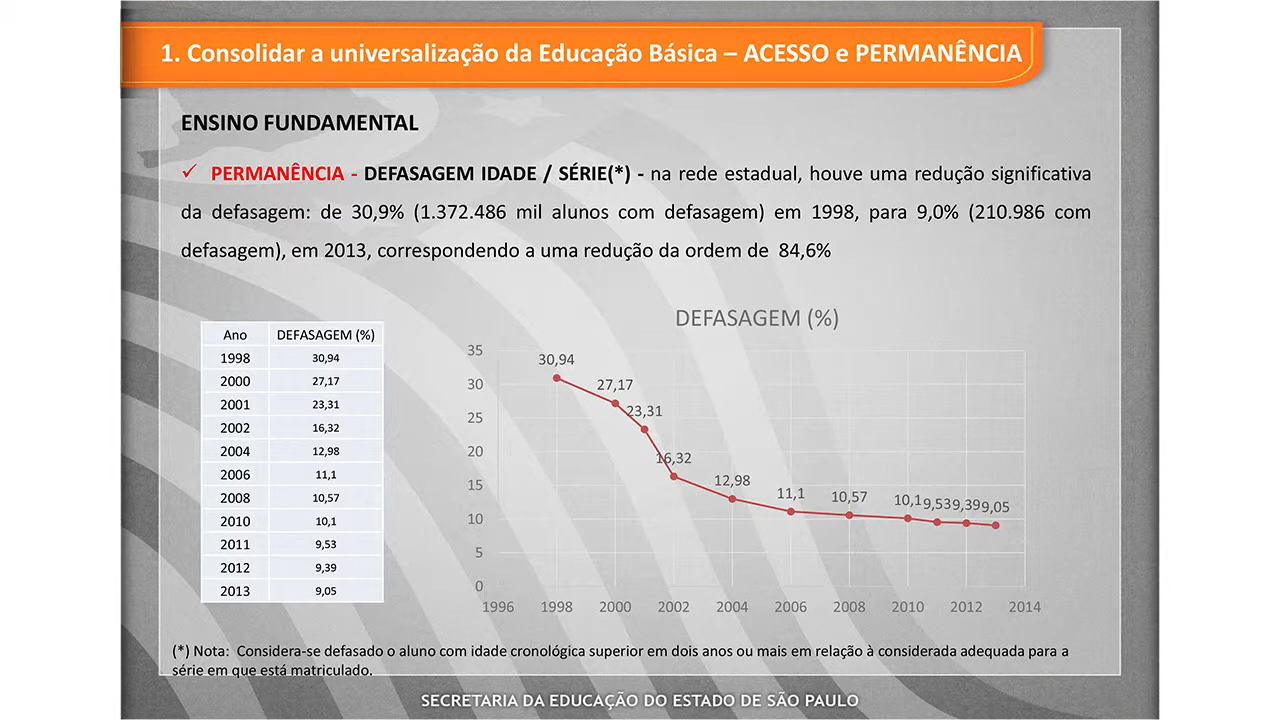 1. Consolidar a universalização da Educação Básica – ACESSO e PERMANÊNCIA
ENSINO FUNDAMENTAL
✓ PERMANÊNCIA - DEFASAGEM IDADE / SÉRIE(*) - na rede estadual, houve uma redução significativa
da defasagem: de 30,9% (1.372.486 mil alunos com defasagem) em 1998, para 9,0% (210.986 com
defasagem), em 2013, correspondendo a uma redução da ordem de 84,6%
Ano DEFASAGEM (%)
1998 30,94
2000 27,17
2001 23,31
2002 16,32
2004 12,98
2006 11,1
2008 10,57
2010 10,1
2011 9,53
2012 9,39
2013 9,05
DEFASAGEM (%)
35
30
25
20
15
10
5
0
30,94
27,17
23,31
16,32
12,98
11,1
10,57
10,1
9,53
9,39
9,05
1996 1998 2000 2002 2004 2006 2008 2010 2012 2014
(*) Nota: Considera-se defasado o aluno com idade cronológica superior em dois anos ou mais em relação à considerada adequada para a
série em que está matriculado.
SECRETARIA DA EDUCAÇÃO DO ESTADO DE SÃO PAULO